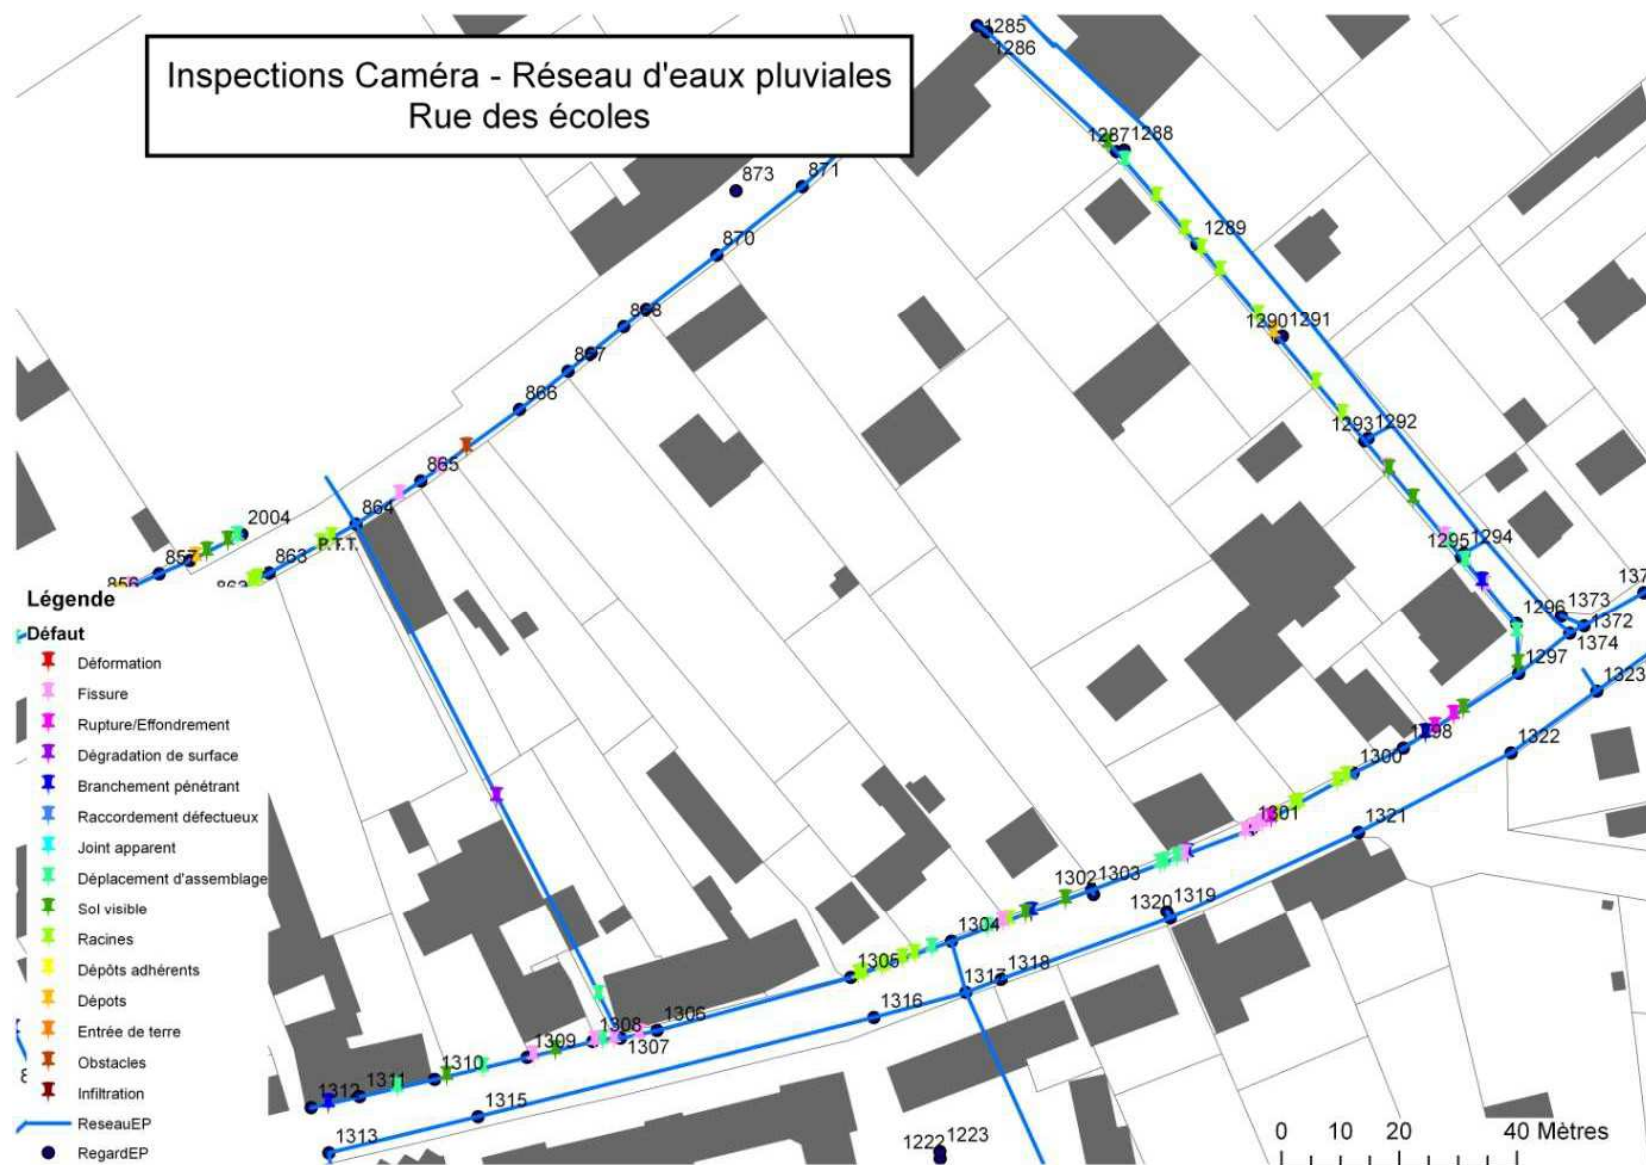 Inspections Caméra - Réseau d'eaux pluviales
Rue des écoles
1285
1286
1287
1288
873
871
1289
870
868
1290
1291
867
866
1293
1292
865
864
2004
P.T.T.
857
863
1295
1294
856
1296
1373
1372
1374
1297
1323
1298
1322
1300
1301
1321
1302
1303
1320
1319
1304
1305
1317
1318
1316
1306
1308
1307
1309
1310
1311
1312
1315
1313
1222
1223
Légende
Défaut
Déformation
Fissure
Rupture/Effondrement
Dégradation de surface
Branchement pénétrant
Raccordement défectueux
Joint apparent
Déplacement d'assemblage
Sol visible
Racines
Dépôts adhérents
Dépots
Entrée de terre
Obstacles
Infiltration
ReseauEP
RegardEP
0 10 20 40 Mètres